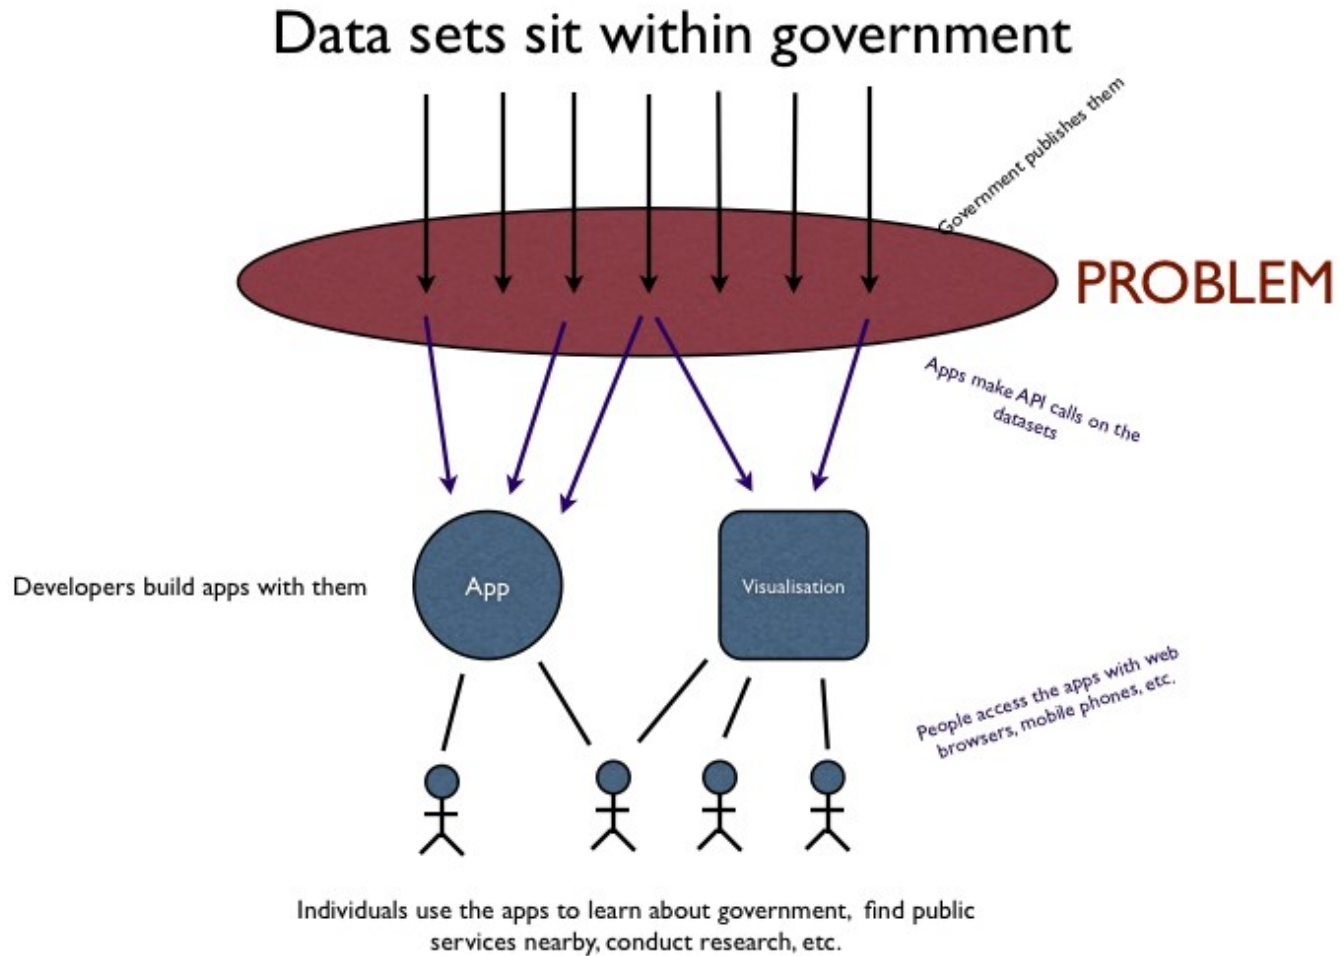 Data sets sit within government
Government publishes them
PROBLEM
Apps make API calls on the
datasets
Developers build apps with them
App
Visualisation
People access the apps with web
browsers, mobile phones, etc.
Individuals use the apps to learn about government, find public
services nearby, conduct research, etc.